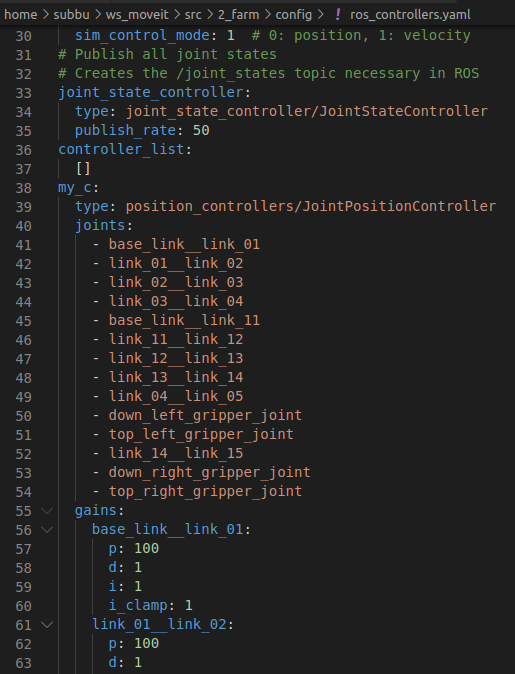 home > subbu > ws_moveit > src > 2_farm > config > ! ros_controllers.yaml
30 sim_control_mode: 1 # 0: position, 1: velocity
31 # Publish all joint states
32 # Creates the /joint_states topic necessary in ROS
33 joint_state_controller:
34 type: joint_state_controller/JointStateController
35 publish_rate: 50
36 controller_list:
37 []
38 my_c:
39 type: position_controllers/JointPositionController
40 joints:
41 - base_link__link_01
42 - link_01__link_02
43 - link_02__link_03
44 - link_03__link_04
45 - base_link__link_11
46 - link_11__link_12
47 - link_12__link_13
48 - link_13__link_14
49 - link_04__link_05
50 - down_left_gripper_joint
51 - top_left_gripper_joint
52 - link_14__link_15
53 - down_right_gripper_joint
54 - top_right_gripper_joint
55 gains:
56 base_link__link_01:
57 p: 100
58 d: 1
59 i: 1
60 i_clamp: 1
61 link_01__link_02:
62 p: 100
63 d: 1